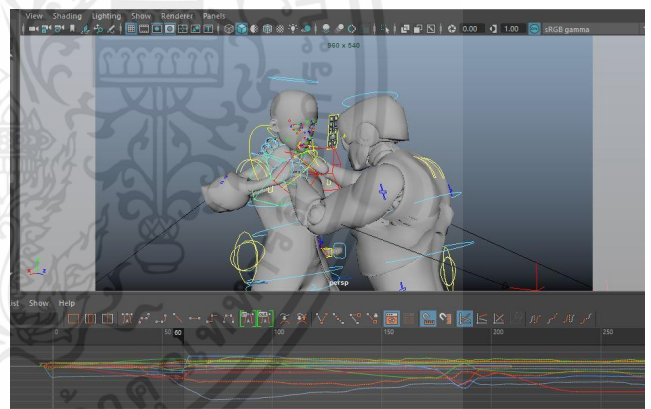 View Shading Lighting Show Renderer Panels
0.00 1.00 sRGB gamma
960 x 540
persp
Show Help
0 50 60 100 150 200 250